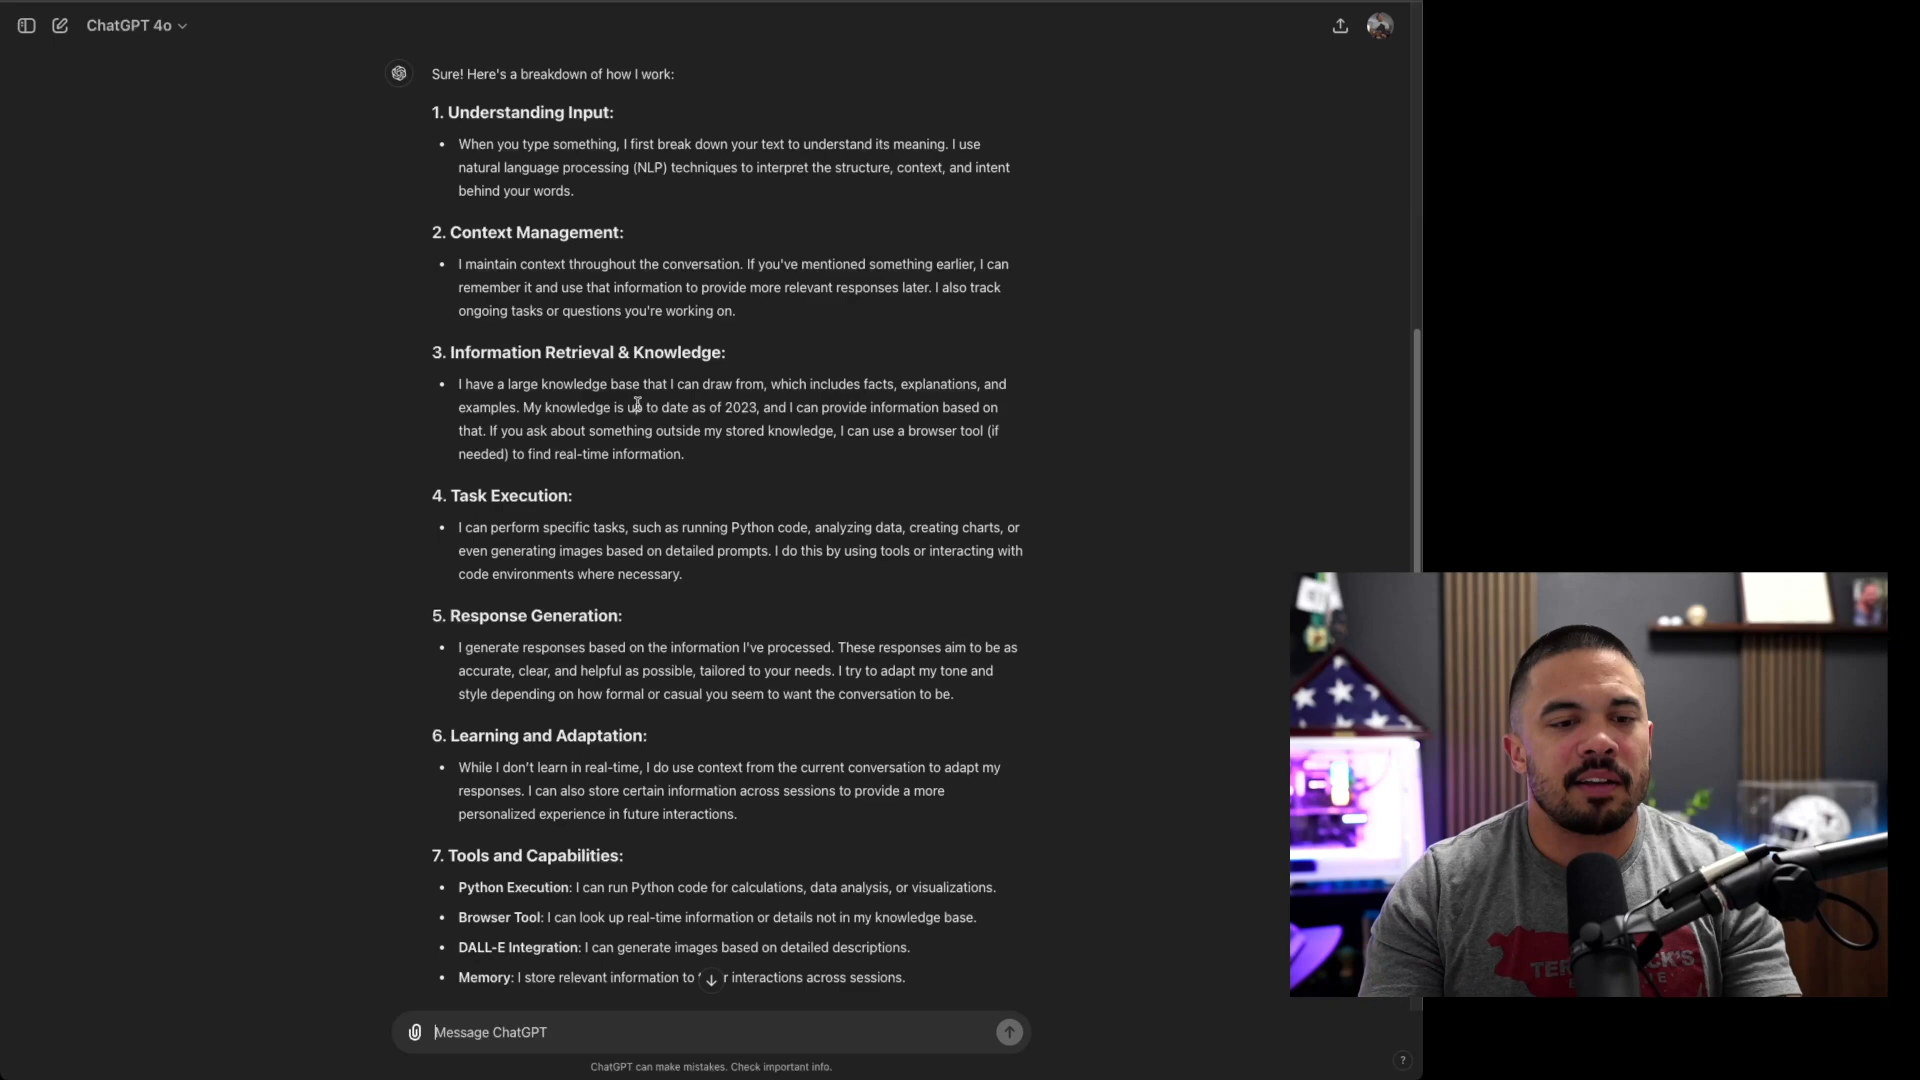 ChatGPT 4o
Sure! Here's a breakdown of how I work:
1. Understanding Input:
• When you type something, I first break down your text to understand its meaning. I use
natural language processing (NLP) techniques to interpret the structure, context, and intent
behind your words.
2. Context Management:
• I maintain context throughout the conversation. If you've mentioned something earlier, I can
remember it and use that information to provide more relevant responses later. I also track
ongoing tasks or questions you're working on.
3. Information Retrieval & Knowledge:
• I have a large knowledge base that I can draw from, which includes facts, explanations, and
examples. My knowledge is up to date as of 2023, and I can provide information based on
that. If you ask about something outside my stored knowledge, I can use a browser tool (if
needed) to find real-time information.
4. Task Execution:
• I can perform specific tasks, such as running Python code, analyzing data, creating charts, or
even generating images based on detailed prompts. I do this by using tools or interacting with
code environments where necessary.
5. Response Generation:
• I generate responses based on the information I've processed. These responses aim to be as
accurate, clear, and helpful as possible, tailored to your needs. I try to adapt my tone and
style depending on how formal or casual you seem to want the conversation to be.
6. Learning and Adaptation:
• While I don't learn in real-time, I do use context from the current conversation to adapt my
responses. I can also store certain information across sessions to provide a more
personalized experience in future interactions.
7. Tools and Capabilities:
• Python Execution: I can run Python code for calculations, data analysis, or visualizations.
• Browser Tool: I can look up real-time information or details not in my knowledge base.
• DALL-E Integration: I can generate images based on detailed descriptions.
• Memory: I store relevant information to interactions across sessions.
Message ChatGPT
ChatGPT can make mistakes. Check important info.
?